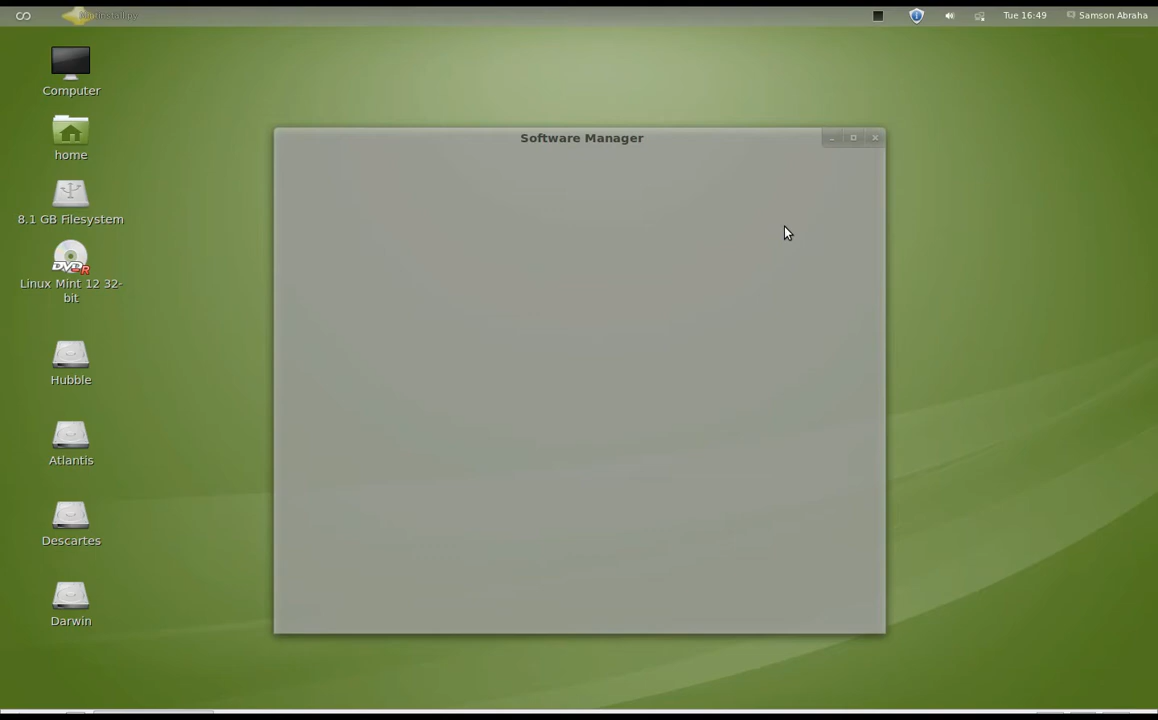 Tue 16:49
Samson Abraha
Computer
home
8.1 GB Filesystem
DVD-R
Linux Mint 12 32-
bit
Hubble
Atlantis
Descartes
Darwin
Software Manager